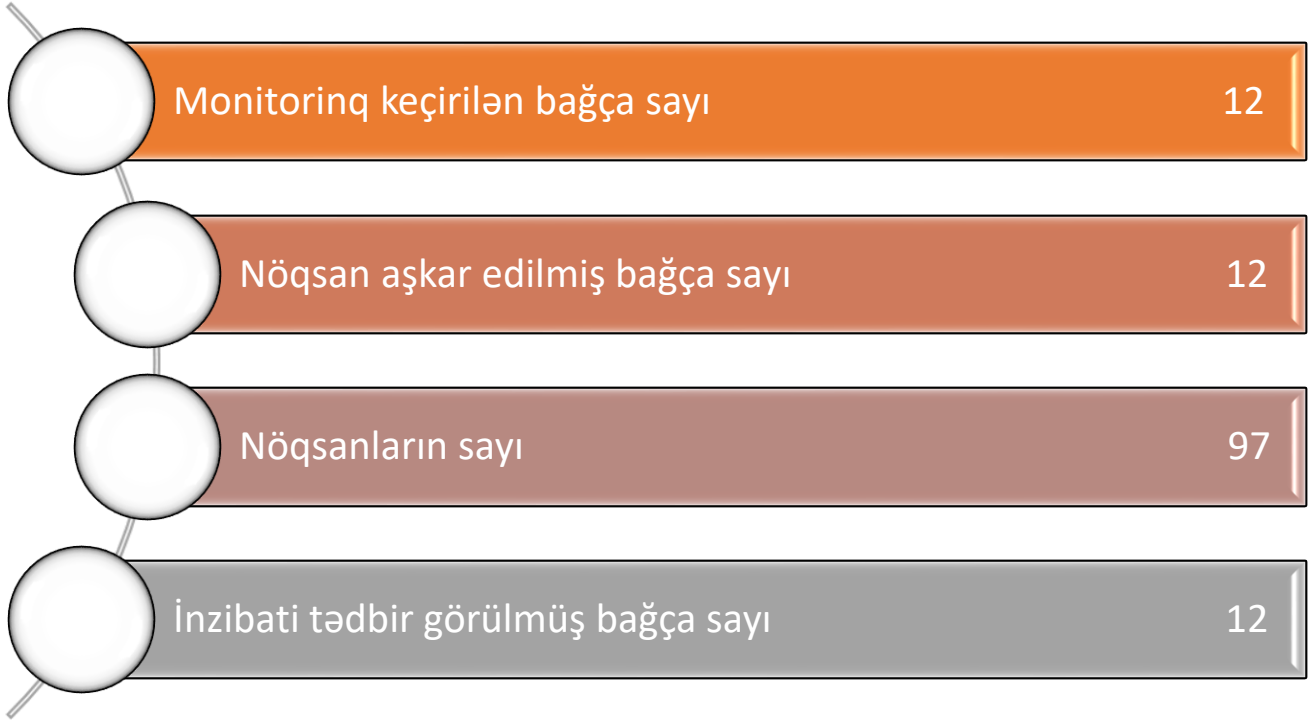 Monitorinq keçirilən bağça sayı 12
Nöqsan aşkar edilmiş bağça sayı 12
Nöqsanların sayı 97
İnzibati tədbir görülmüş bağça sayı 12